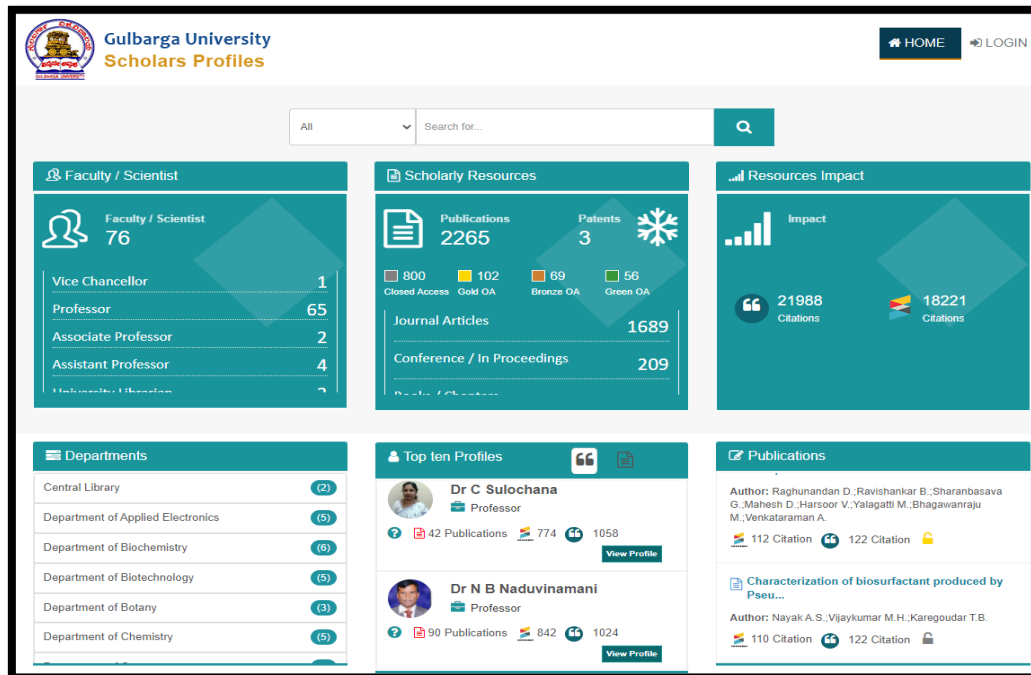 Gulbarga University
Scholars Profiles
HOME
LOGIN
GULBARGA UNIVERSITY
All
Search for...
Faculty / Scientist
Faculty / Scientist
76
Vice Chancellor 1
Professor 65
Associate Professor 2
Assistant Professor 4
University Librarian
Scholarly Resources
Publications
2265
Patents
3
800
Closed Access
102
Gold OA
69
Bronze OA
56
Green OA
Journal Articles 1689
Conference / In Proceedings 209
Books / Chapters
Resources Impact
Impact
21988
Citations
18221
Citations
Departments
Central Library (2)
Department of Applied Electronics (5)
Department of Biochemistry (6)
Department of Biotechnology (5)
Department of Botany (3)
Department of Chemistry (5)
Top ten Profiles
Dr C Sulochana
Professor
42 Publications 774 1058
View Profile
Dr N B Naduvinamani
Professor
90 Publications 842 1024
View Profile
Publications
Author: Raghunandan D.;Ravishankar B.;Sharanbasava
G.;Mahesh D.;Harsoor V.;Yalagatti M.;Bhagawanraju
M.;Venkataraman A.
112 Citation 122 Citation
Characterization of biosurfactant produced by
Pseu...
Author: Nayak A.S.;Vijaykumar M.H.;Karegoudar T.B.
110 Citation 122 Citation